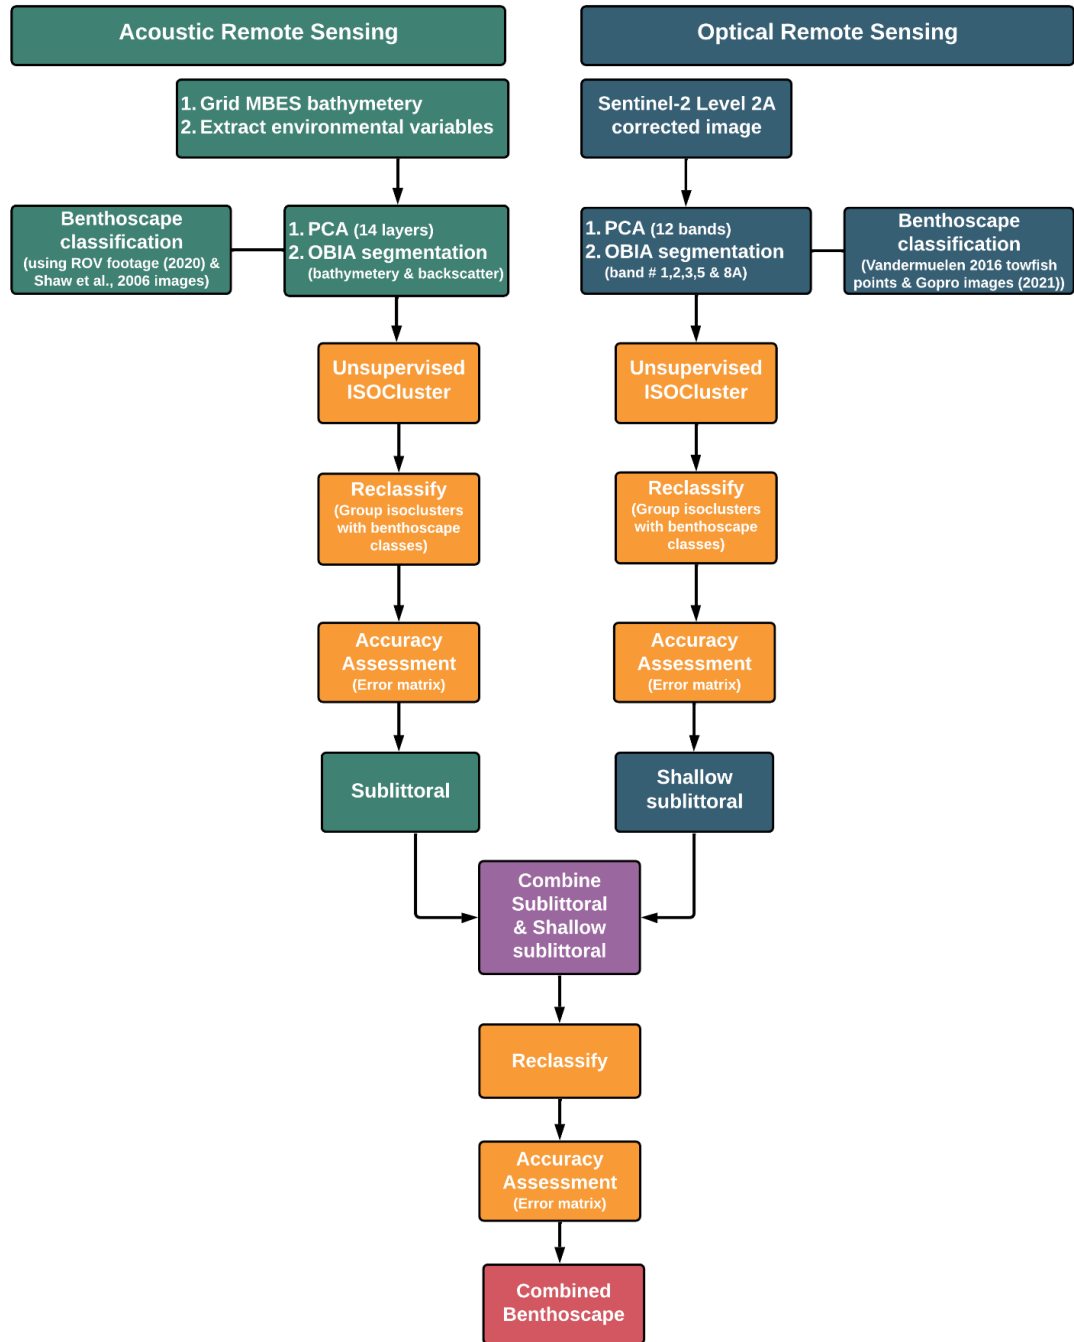 Acoustic Remote Sensing
Optical Remote Sensing
1. Grid MBES bathymetery
2. Extract environmental variables
Sentinel-2 Level 2A
corrected image
Benthoscape
classification
(using ROV footage (2020) &
Shaw et al., 2006 images)
1. PCA (14 layers)
2. OBIA segmentation
(bathymetery & backscatter)
1. PCA (12 bands)
2. OBIA segmentation
(band # 1,2,3,5 & 8A)
Benthoscape
classification
(Vandermuelen 2016 towfish
points & Gopro images (2021))
Unsupervised
ISOCluster
Unsupervised
ISOCluster
Reclassify
(Group isoclusters
with benthoscape
classes)
Reclassify
(Group isoclusters
with benthoscape
classes)
Accuracy
Assessment
(Error matrix)
Accuracy
Assessment
(Error matrix)
Sublittoral
Shallow
sublittoral
Combine
Sublittoral
& Shallow
sublittoral
Reclassify
Accuracy
Assessment
(Error matrix)
Combined
Benthoscape